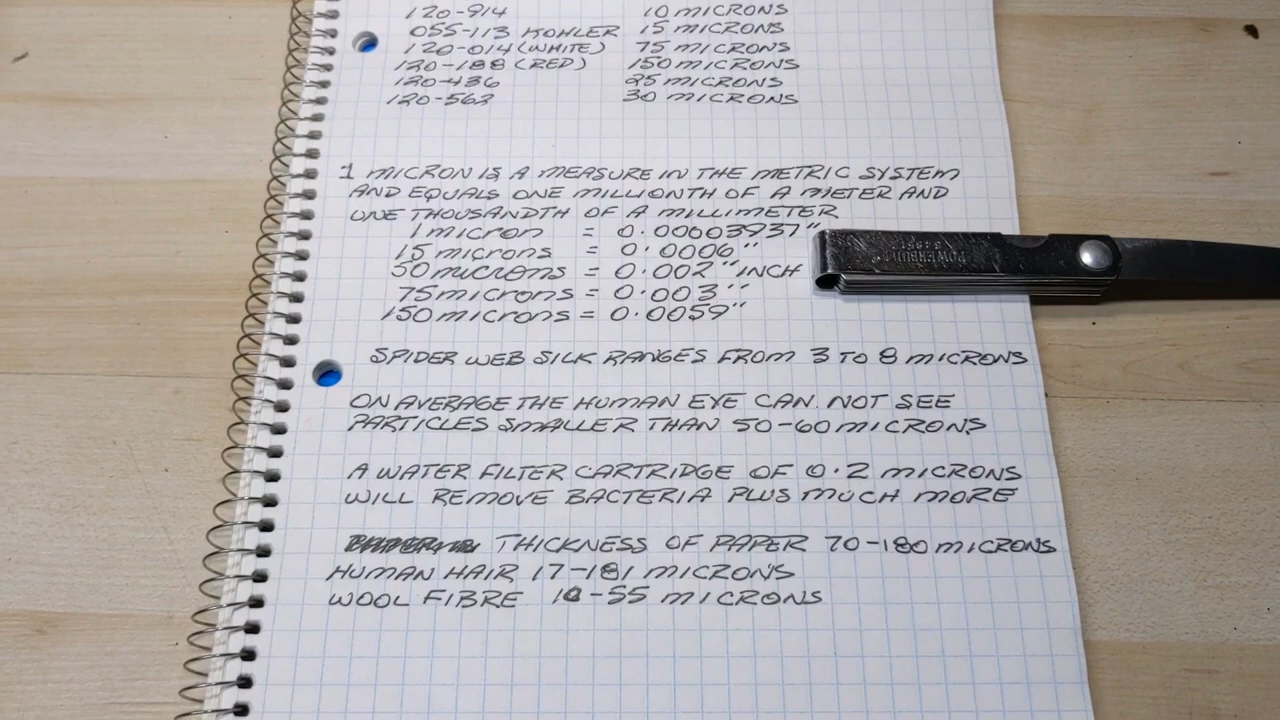 120-914 10 MICRONS
055-113 KOHLER 15 MICRONS
120-014 (WHITE) 75 MICRONS
120-188 (RED) 150 MICRONS
120-436 25 MICRONS
120-562 30 MICRONS
1 MICRON IS A MEASURE IN THE METRIC SYSTEM
AND EQUALS ONE MILLIONTH OF A METER AND
ONE THOUSANDTH OF A MILLIMETER
1 micron = 0.00003937"
15 microns = 0.0006"
50 microns = 0.002" INCH
75 microns = 0.003"
150 microns = 0.0059"
SPIDER WEB SILK RANGES FROM 3 TO 8 MICRONS
ON AVERAGE THE HUMAN EYE CAN NOT SEE
PARTICLES SMALLER THAN 50-60 MICRONS
A WATER FILTER CARTRIDGE OF 0.2 MICRONS
WILL REMOVE BACTERIA PLUS MUCH MORE
THICKNESS OF PAPER 70-180 MICRONS
HUMAN HAIR 17-181 MICRONS
WOOL FIBRE 10-55 MICRONS
POWERBUILT